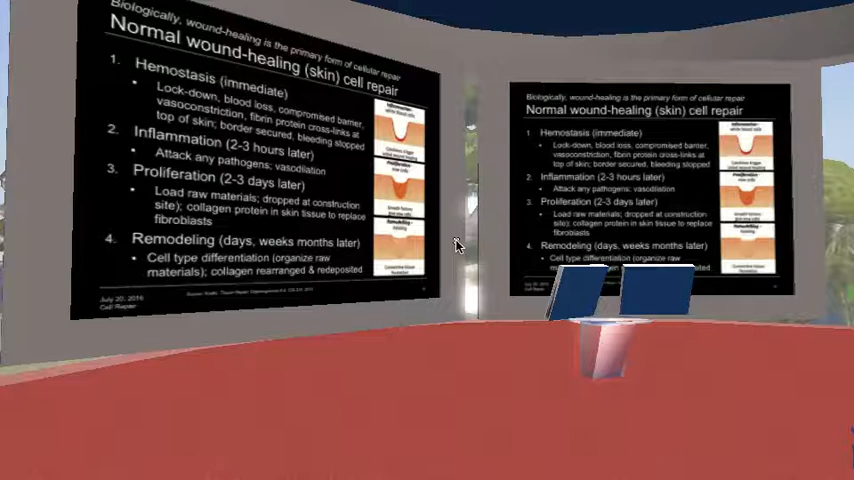 Biologically, wound-healing is the primary form of cellular repair
Normal wound-healing (skin) cell repair
1. Hemostasis (immediate)
• Lock-down, blood loss, compromised barrier,
vasoconstriction, fibrin protein cross-links at
top of skin; border secured, bleeding stopped
2. Inflammation (2-3 hours later)
• Attack any pathogens; vasodilation
3. Proliferation (2-3 days later)
• Load raw materials; dropped at construction
site); collagen protein in skin tissue to replace
fibroblasts
4. Remodeling (days, weeks months later)
• Cell type differentiation (organize raw
materials); collagen rearranged & redeposited
Inflammation
Proliferation
Remodeling
July 20, 2016
Cell Repair
Biologically, wound-healing is the primary form of cellular repair
Normal wound-healing (skin) cell repair
1. Hemostasis (immediate)
Lock-down, blood loss, compromised barrier,
vasoconstriction, fibrin protein cross-links at
top of skin; border secured, bleeding stopped
2. Inflammation (2-3 hours later)
Attack any pathogens; vasodilation
3. Proliferation (2-3 days later)
Load raw materials; dropped at construction
site); collagen protein in skin tissue to replace
fibroblasts
4. Remodeling (days, weeks months later)
Cell type differentiation (organize raw
Inflammation
Proliferation
Remodeling